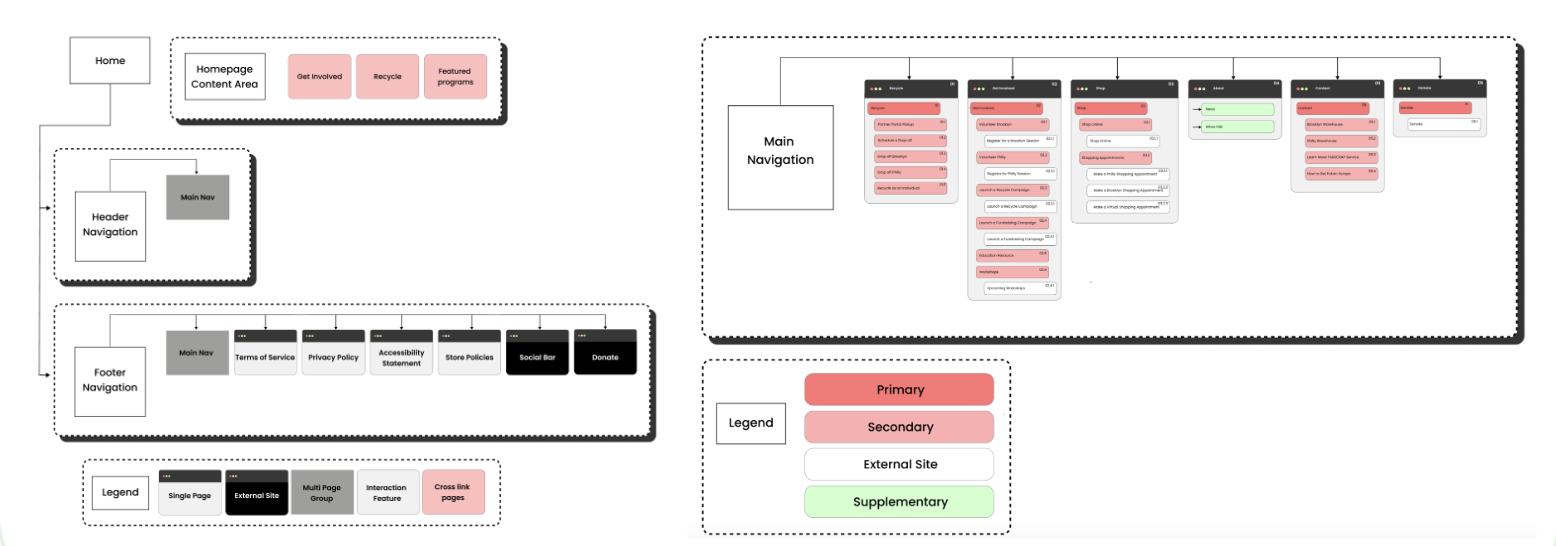 Home
Homepage
Content Area
Get Involved
Recycle
Featured
programs
Header
Navigation
Main Nav
Footer
Navigation
Main Nav
Terms of Service
Privacy Policy
Accessibility
Statement
Store Policies
Social Bar
Donate
Legend
Single Page
External Site
Multi Page
Group
Interaction
Feature
Cross link
pages
Main
Navigation
Recycle
01
Recycle
Partner Portal Pickup
Schedule a Drop off
Drop off Brooklyn
Drop off Philly
Recycle as an Individual
Get Involved
02
Get Involved
Volunteer Brooklyn
Register for a Brooklyn Session
Volunteer Philly
Register for Philly Session
Launch a Recycle Campaign
Launch a Recycle Campaign
Launch a Fundraising Campaign
Launch a Fundraising Campaign
Education Resource
Workshops
Upcoming Workshops
Shop
03
Shop
Shop Online
Shop Online
Shopping Appointments
Make a Philly Shopping Appointment
Make a Brooklyn Shopping Appointment
Make a Virtual Shopping Appointment
About
04
News
Contact
05
Contact
Brooklyn Warehouse
Philly Warehouse
How to Get Fabric Scraps
Donate
Donate
Donate
Legend
Primary
Secondary
External Site
Supplementary